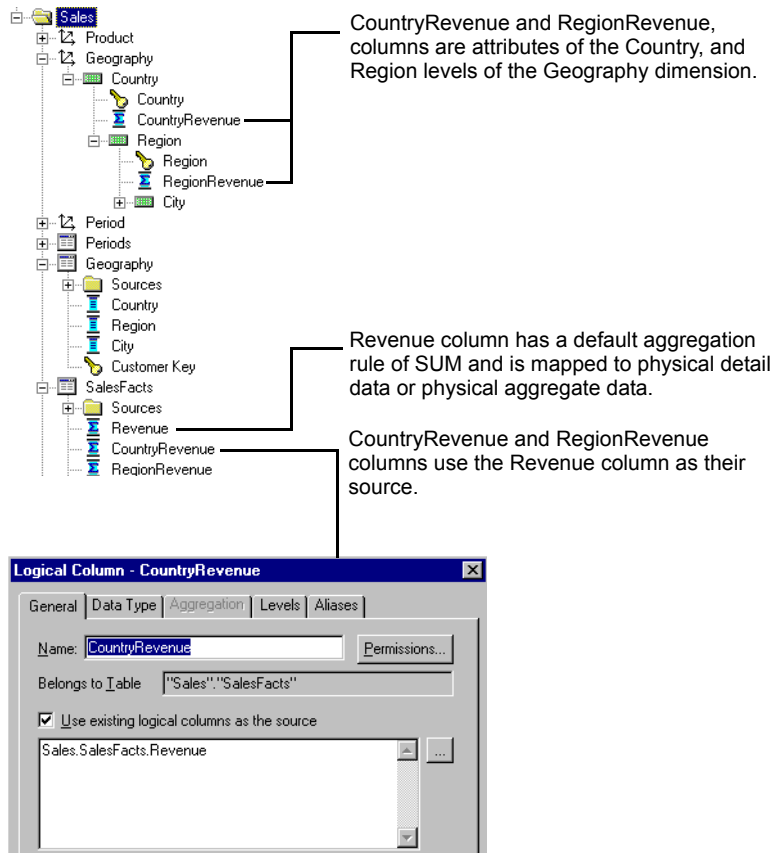 Sales
Product
Geography
Country
Country
CountryRevenue
Region
Region
RegionRevenue
City
Period
Periods
Geography
Sources
Country
Region
City
Customer Key
SalesFacts
Sources
Revenue
CountryRevenue
RegionRevenue
CountryRevenue and RegionRevenue,
columns are attributes of the Country, and
Region levels of the Geography dimension.
Revenue column has a default aggregation
rule of SUM and is mapped to physical detail
data or physical aggregate data.
CountryRevenue and RegionRevenue
columns use the Revenue column as their
source.
Logical Column - CountryRevenue
General Data Type Aggregation Levels Aliases
Name: CountryRevenue Permissions...
Belongs to Table "Sales"."SalesFacts"
Use existing logical columns as the source
Sales.SalesFacts.Revenue ...